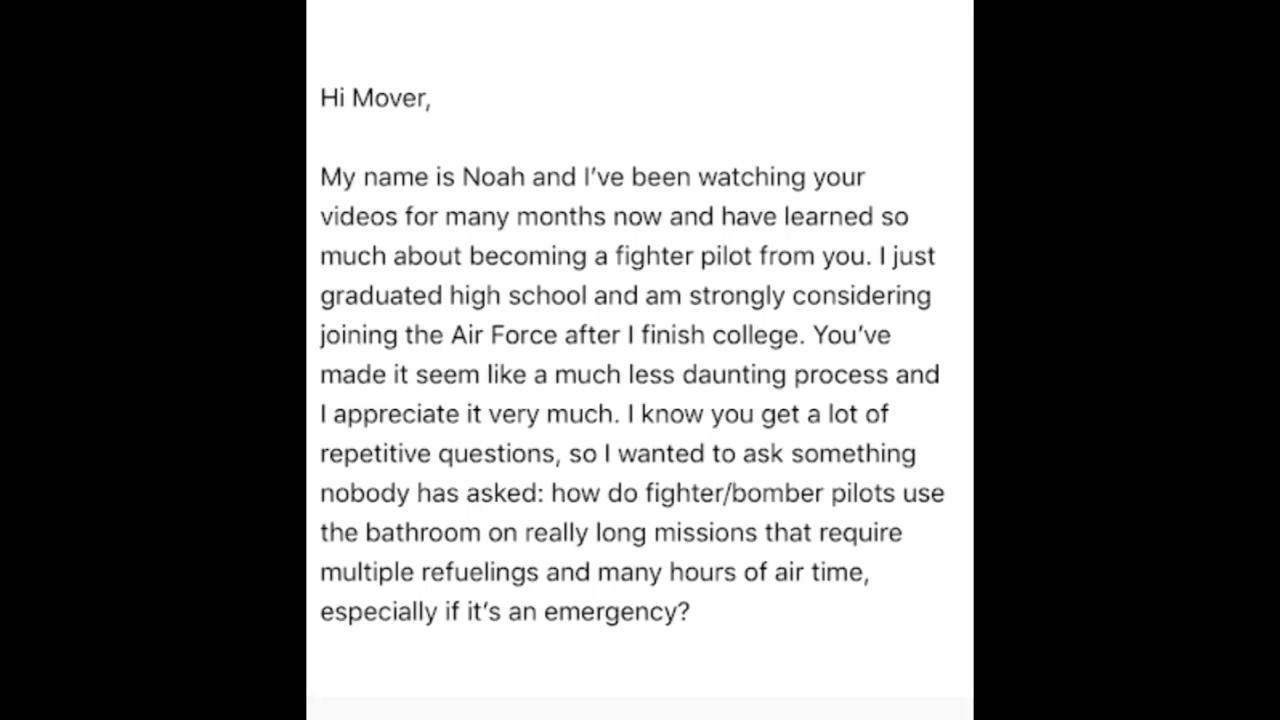 Hi Mover,
My name is Noah and I’ve been watching your
videos for many months now and have learned so
much about becoming a fighter pilot from you. I just
graduated high school and am strongly considering
joining the Air Force after I finish college. You’ve
made it seem like a much less daunting process and
I appreciate it very much. I know you get a lot of
repetitive questions, so I wanted to ask something
nobody has asked: how do fighter/bomber pilots use
the bathroom on really long missions that require
multiple refuelings and many hours of air time,
especially if it’s an emergency?